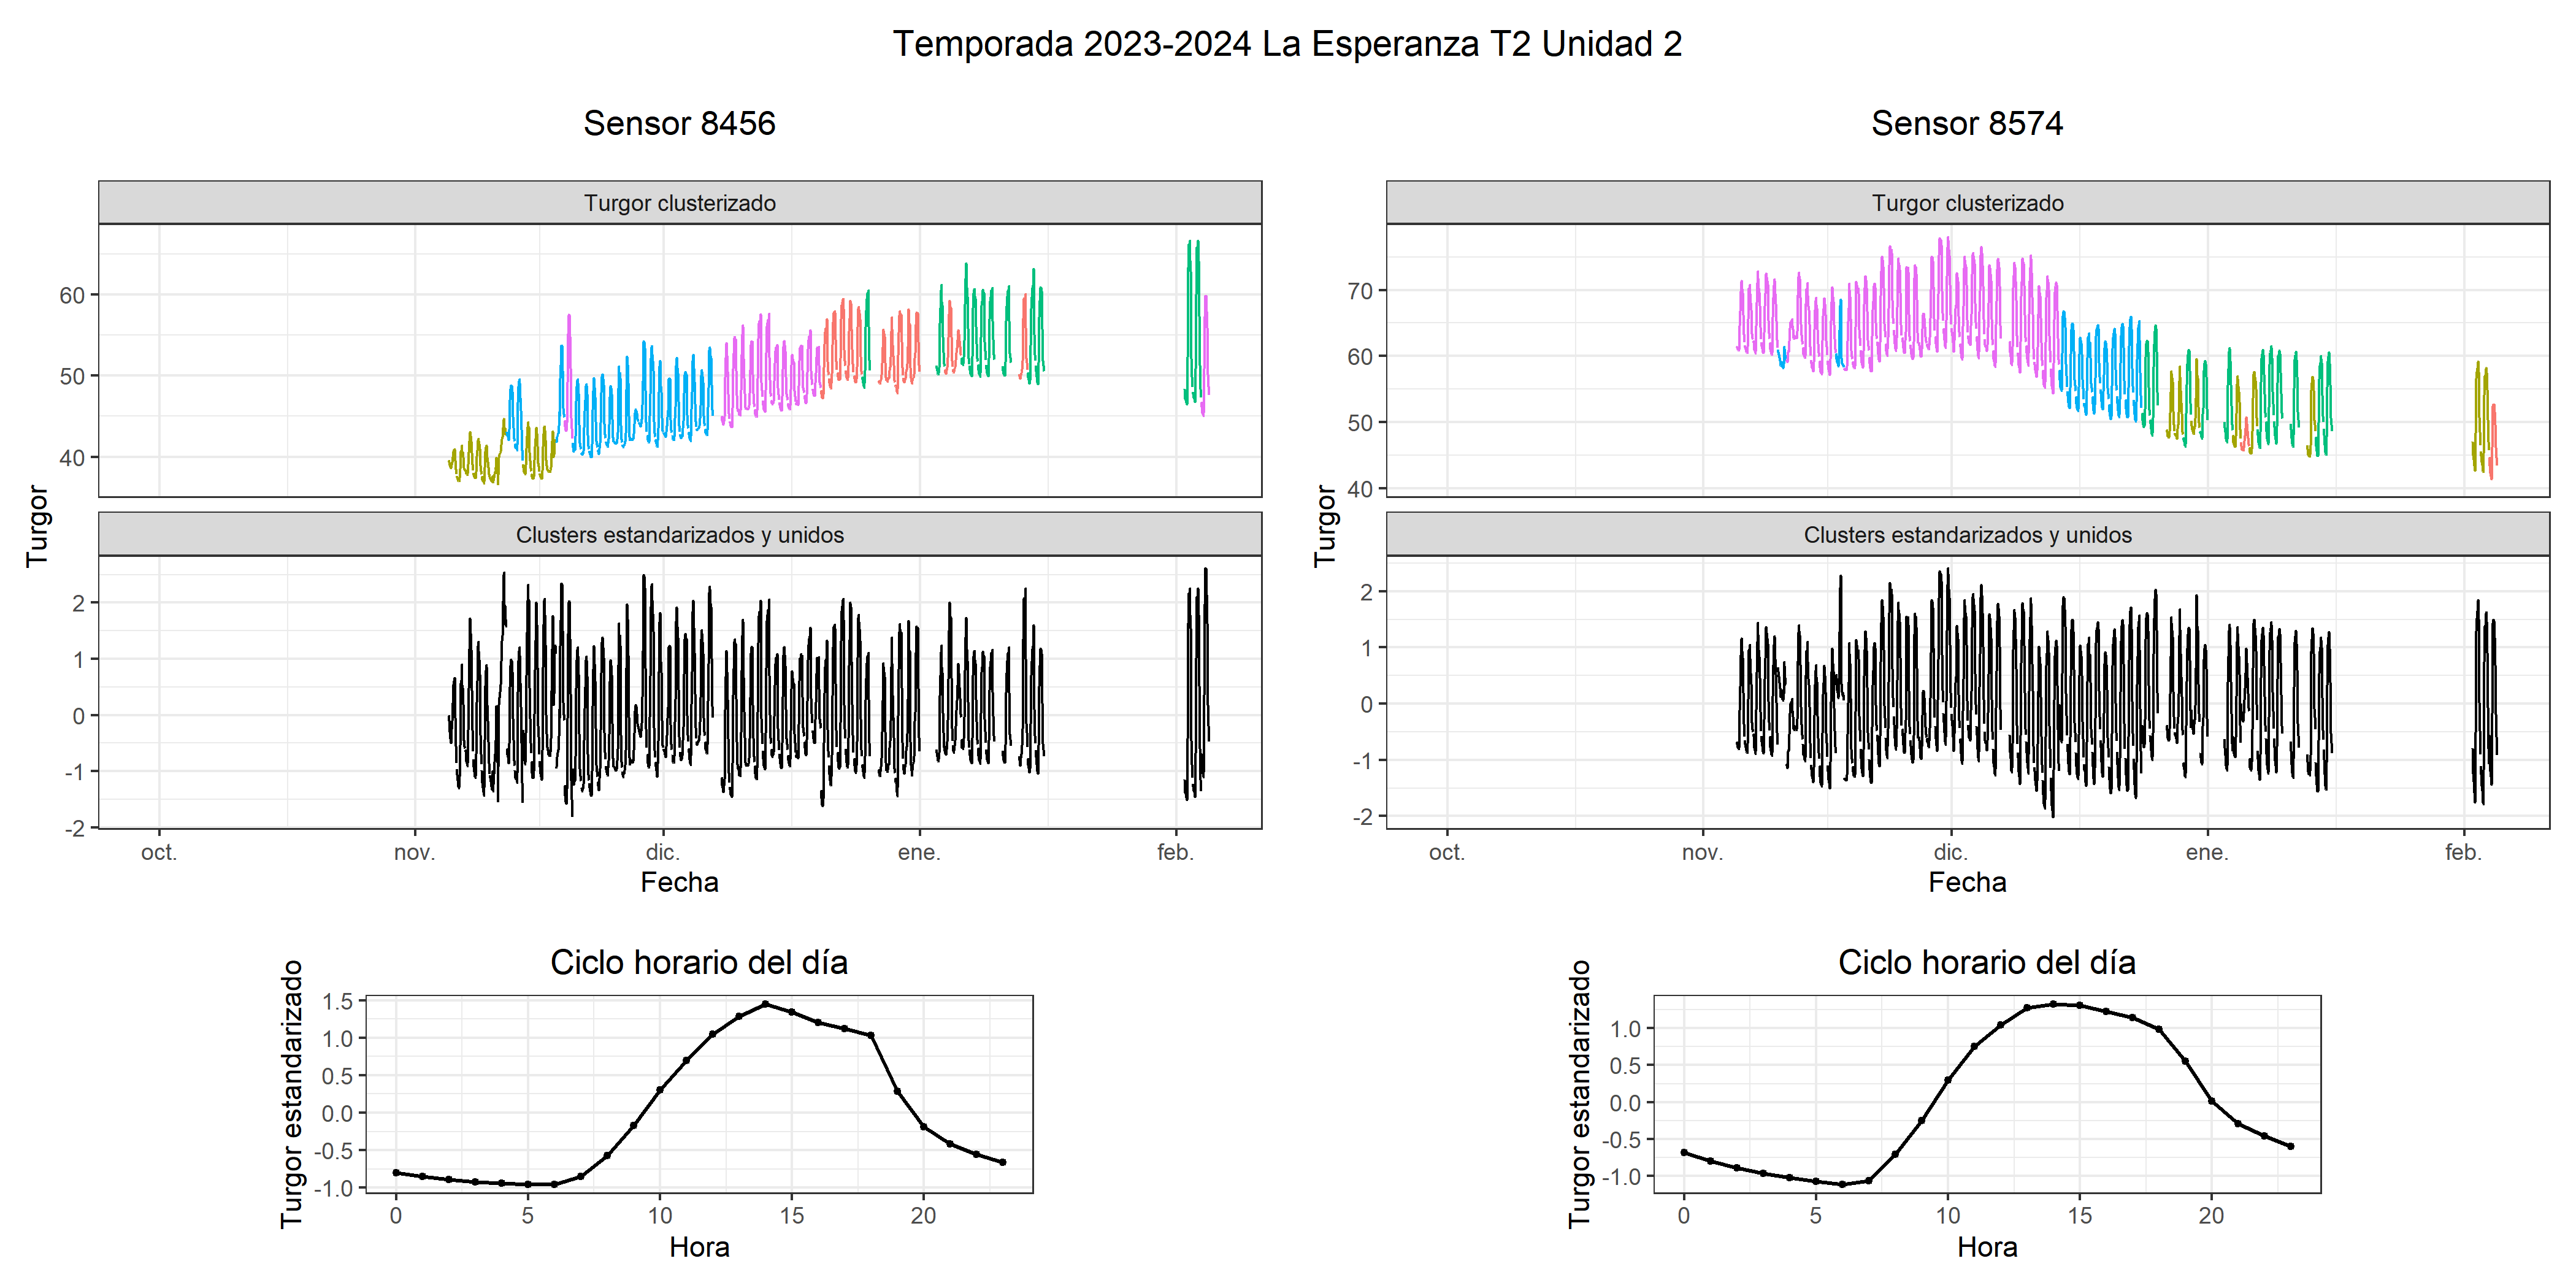 Temporada 2023-2024 La Esperanza T2 Unidad 2
Sensor 8456
Turgor clusterizado
60
50
40
Turgor
Clusters estandarizados y unidos
2
1
0
-1
-2
oct. nov. dic. ene. feb.
Fecha
Ciclo horario del día
Turgor estandarizado
1.5
1.0
0.5
0.0
-0.5
-1.0
0 5 10 15 20
Hora
Sensor 8574
Turgor clusterizado
70
60
50
40
Turgor
Clusters estandarizados y unidos
2
1
0
-1
-2
oct. nov. dic. ene. feb.
Fecha
Ciclo horario del día
Turgor estandarizado
1.0
0.5
0.0
-0.5
-1.0
0 5 10 15 20
Hora